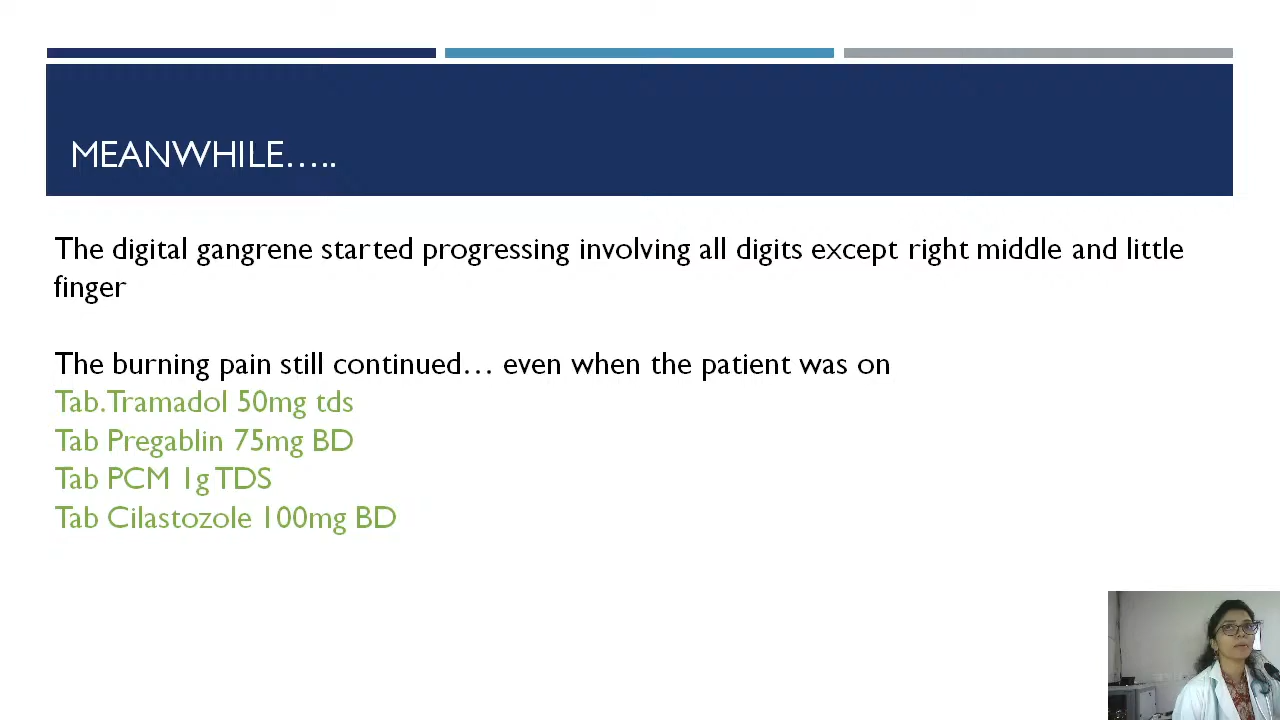 MEANWHILE…..
The digital gangrene started progressing involving all digits except right middle and little
finger
The burning pain still continued… even when the patient was on
Tab.Tramadol 50mg tds
Tab Pregablin 75mg BD
Tab PCM 1g TDS
Tab Cilastozole 100mg BD